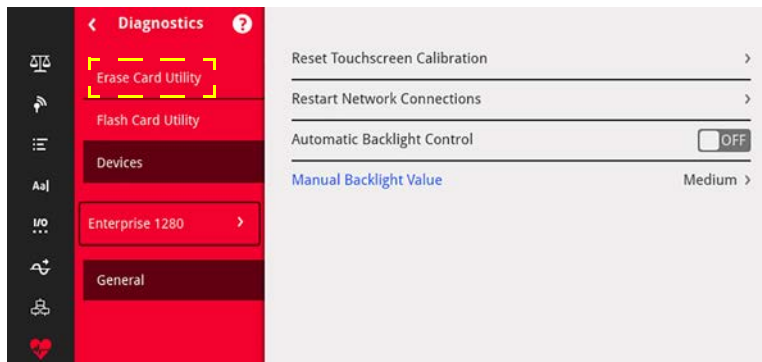 Diagnostics ?
Erase Card Utility
Flash Card Utility
Devices
Enterprise 1280
General
Aa
I/O
Reset Touchscreen Calibration
Restart Network Connections
Automatic Backlight Control OFF
Manual Backlight Value Medium